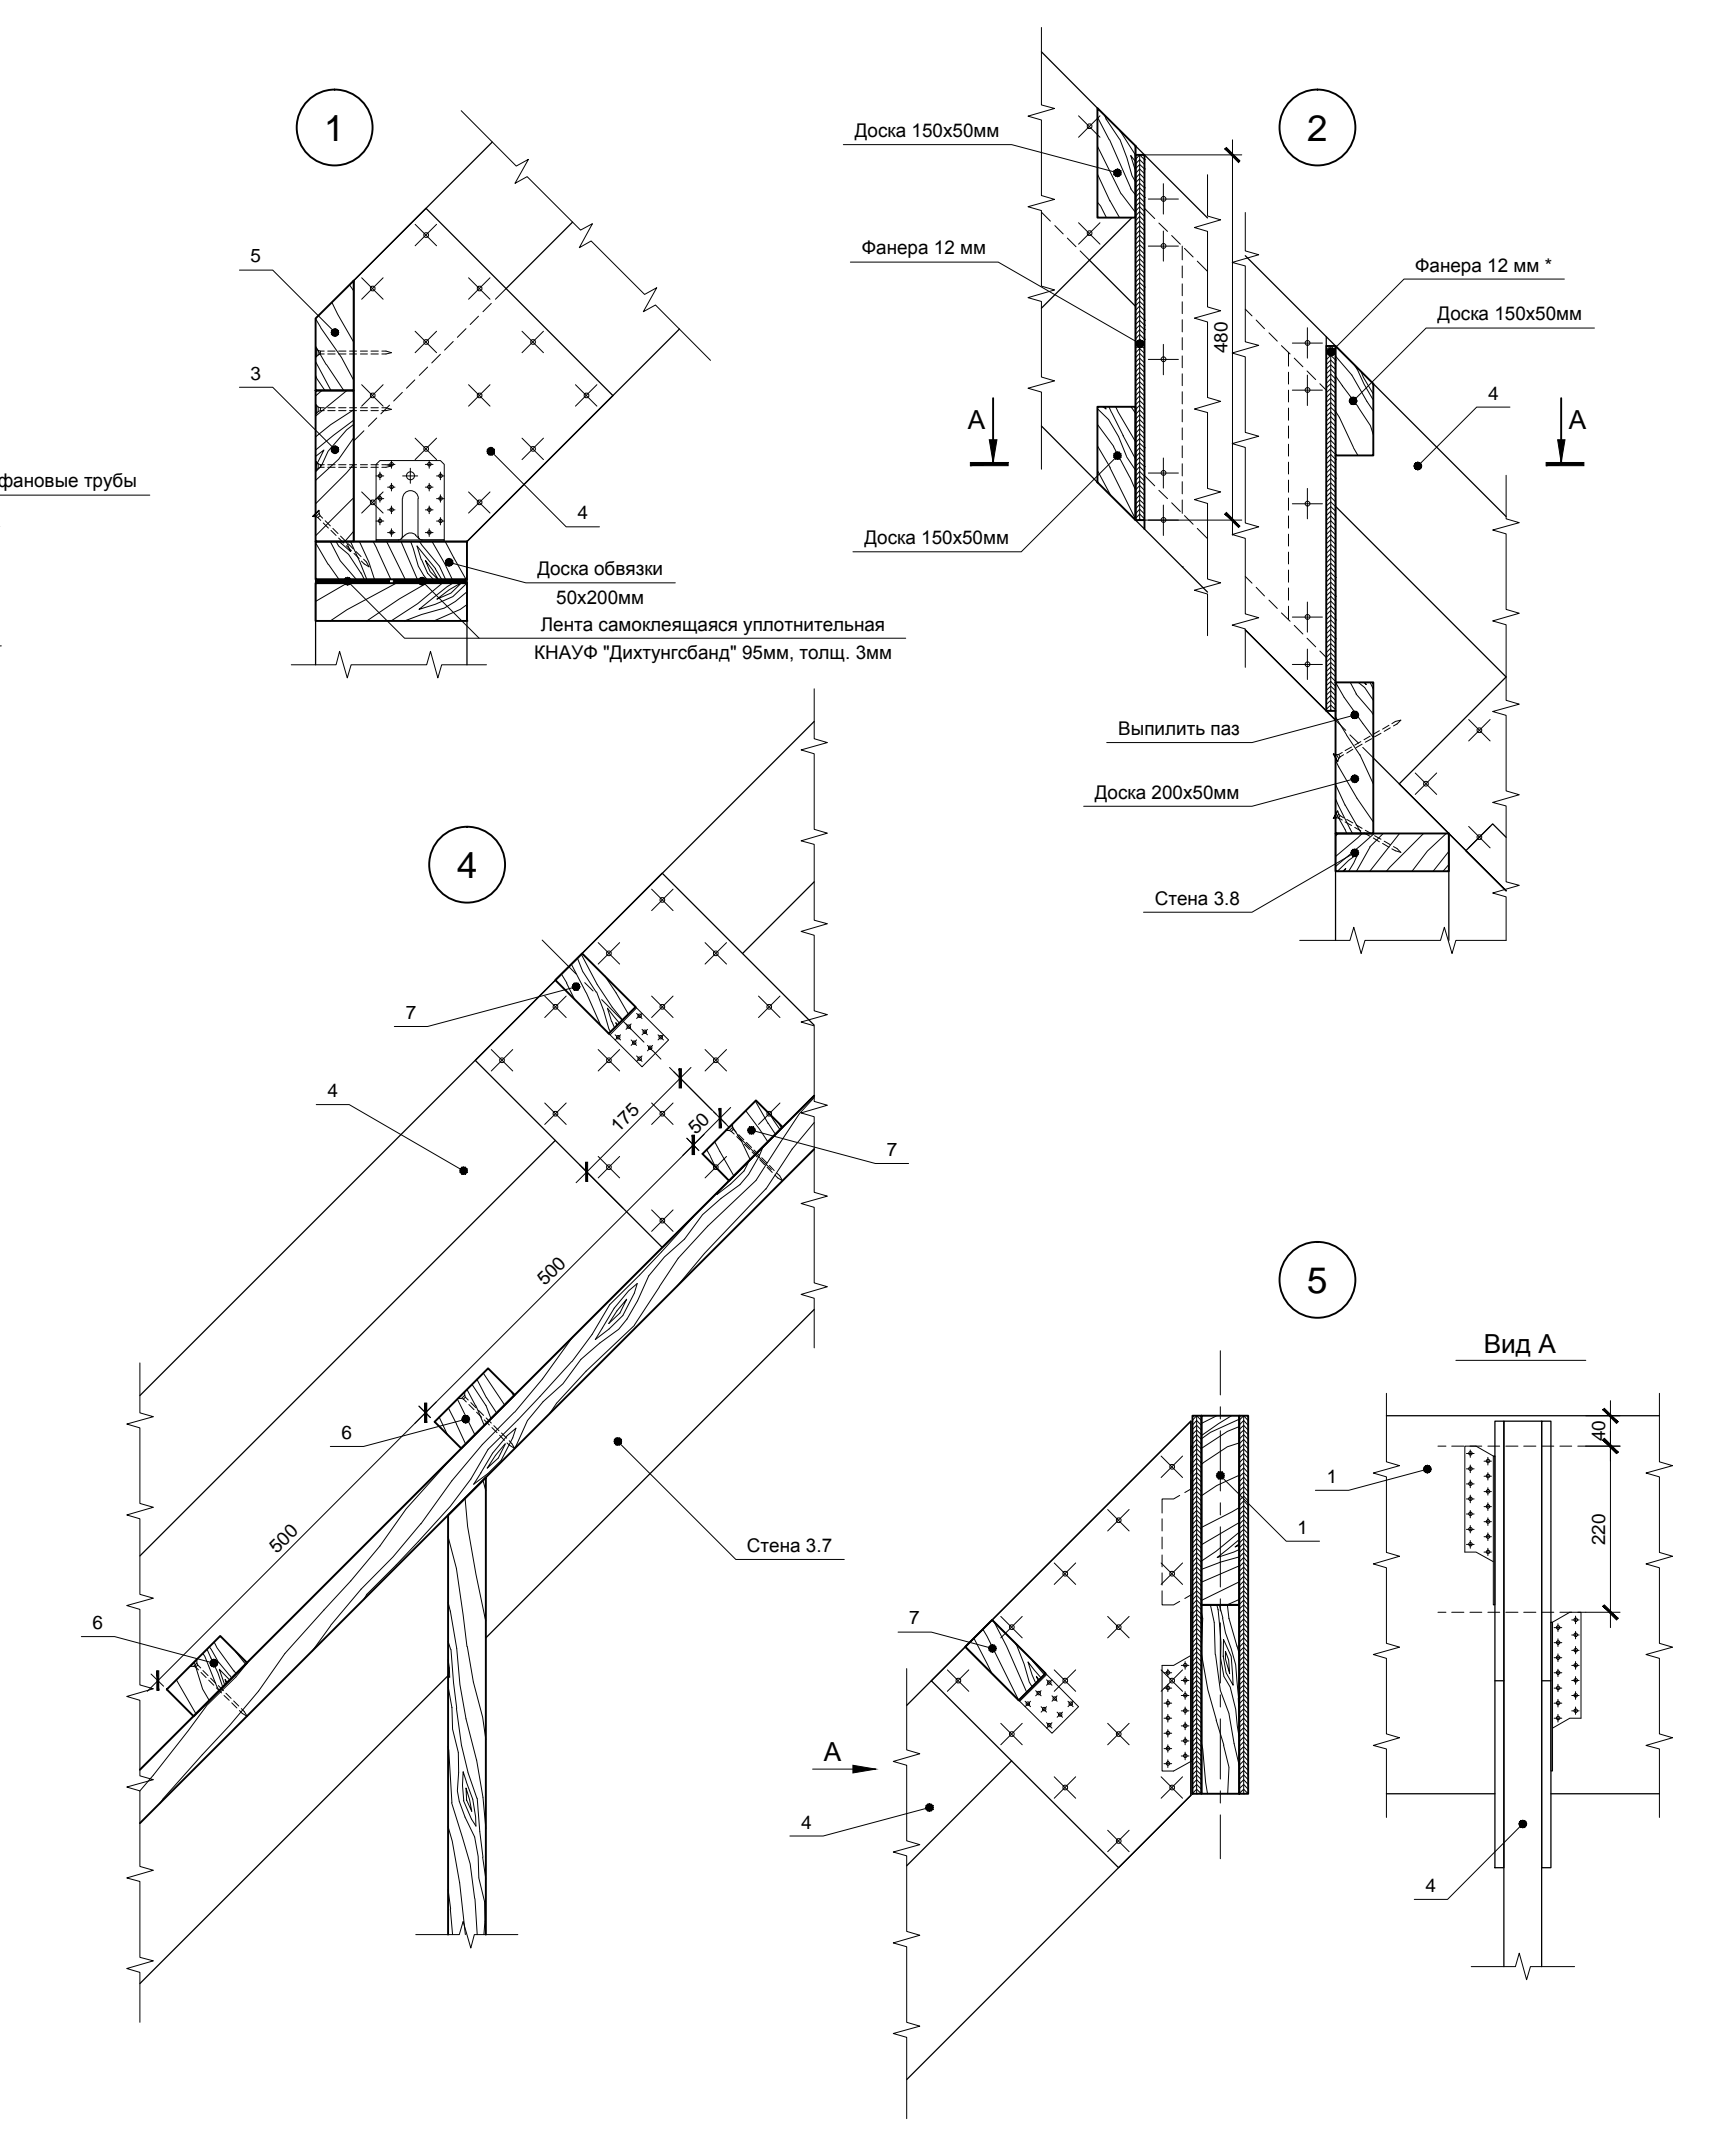 1
5
3
фановые трубы
4
Доска обвязки
50х200мм
Лента самоклеящаяся уплотнительная
КНАУФ "Дихтунгсбанд" 95мм, толщ. 3мм
2
Доска 150х50мм
Фанера 12 мм
480
Фанера 12 мм *
Доска 150х50мм
4
А
А
Доска 150х50мм
Выпилить паз
Доска 200х50мм
Стена 3.8
4
7
4
175
50
7
500
6
500
6
Стена 3.7
5
Вид А
1
7
А
4
40
1
220
4